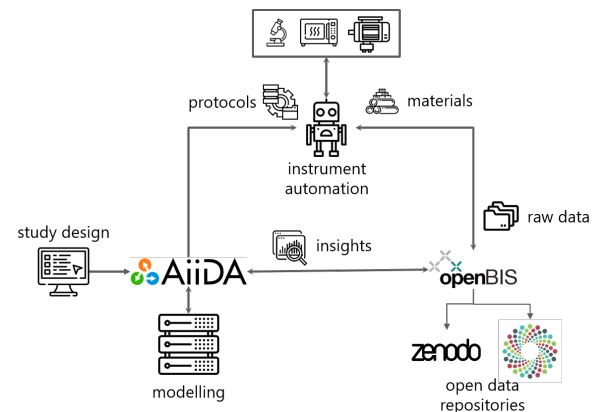 protocols
materials
instrument
automation
raw data
study design
insights
AiiDA
openBIS
zenodo
modelling
open data
repositories